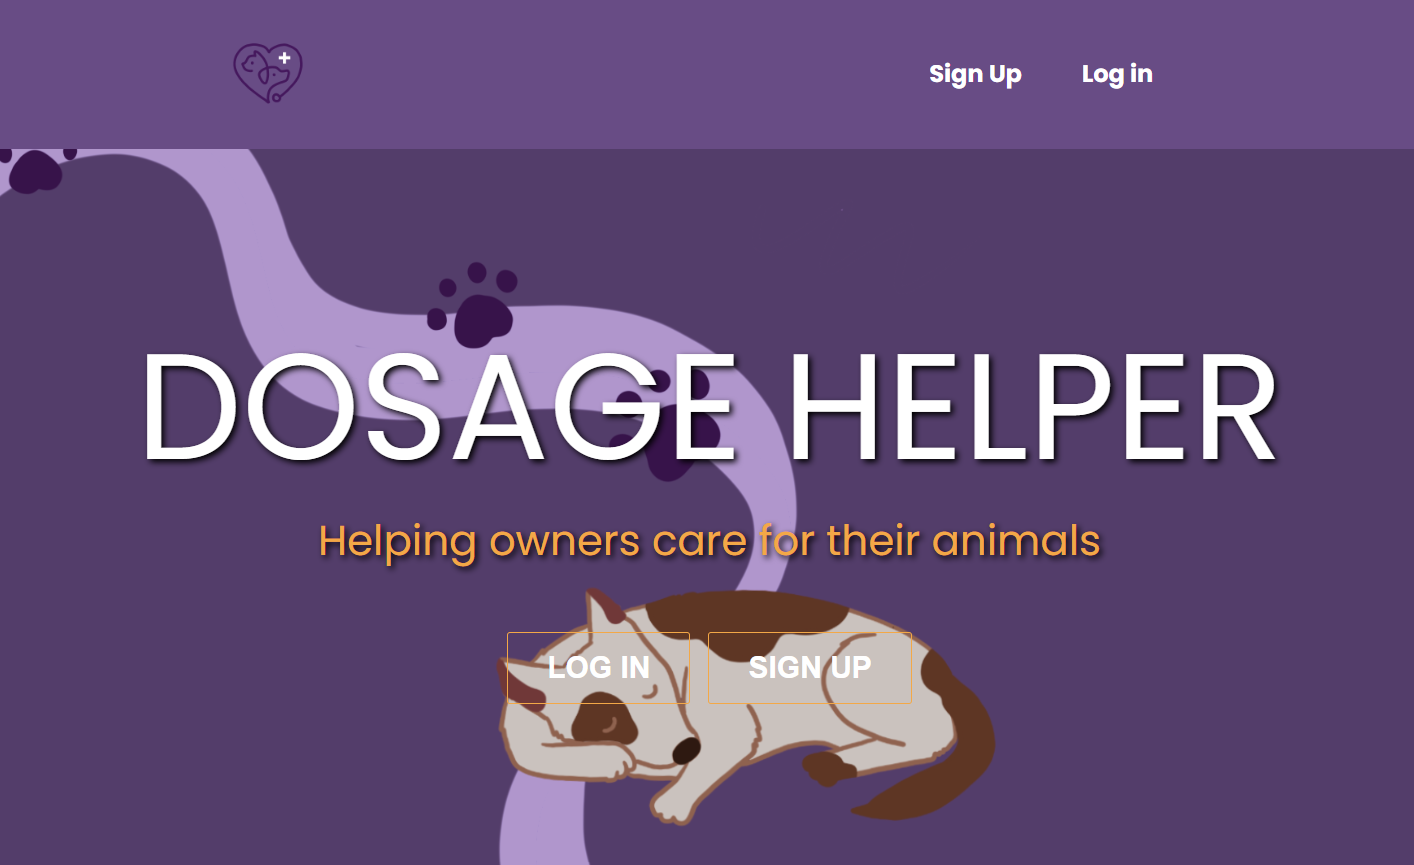 Sign Up Log in
DOSAGE HELPER
Helping owners care for their animals
LOG IN SIGN UP